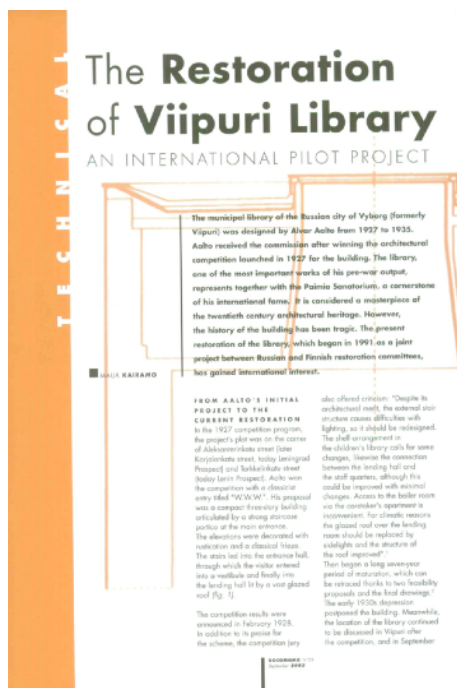 TECHNICAL
The Restoration
of Viipuri Library
AN INTERNATIONAL PILOT PROJECT
The municipal library of the Russian city of Vyborg (formerly
Viipuri) was designed by Alvar Aalto from 1927 to 1935.
Aalto received the commission after winning the architectural
competition launched in 1927 for the building. The library,
one of the most important works of his pre-war output,
represents together with the Paimio Sanatorium, a cornerstone
of his international fame. It is considered a masterpiece of
the twentieth century architectural heritage. However,
the history of the building has been tragic. The present
restoration of the library, which began in 1991 as a joint
project between Russian and Finnish restoration committees,
has gained international interest.
MAIJA KAIRAMO
FROM AALTO'S INITIAL
PROJECT TO THE
CURRENT RESTORATION
In the 1927 competition program,
the project's plot was on the corner
of Aleksanterinkatu street (later
Karjalankatu street, today Leningrad
Prospect) and Torkkelinkatu street
(today Lenin Prospect). Aalto won
the competition with a classicist
entry titled "W.W.W.". His proposal
was a compact three-story building
articulated by a strong staircase
portico at the main entrance.
The elevations were decorated with
rustication and a classical frieze.
The stairs led into the entrance hall,
through which the visitor entered
into a vestibule and finally into
the lending hall lit by a vast glazed
roof (fig. 1).
The competition results were
announced in February 1928.
In addition to its praise for
the scheme, the competition jury
also offered criticism: "Despite its
architectural merit, the external stair
structure causes difficulties with
lighting, so it should be redesigned.
The shelf arrangement in
the children's library calls for some
changes, likewise the connection
between the lending hall and
the staff quarters, although this
could be improved with minimal
changes. Access to the boiler room
via the caretaker's apartment is
inconvenient. For climatic reasons
the glazed roof over the lending
room should be replaced by
sidelights and the structure of
the roof improved".
Then began a long seven-year
period of maturation, which can
be retraced thanks to two feasibility
proposals and the final drawings.
The early 1930s depression
postponed the building. Meanwhile,
the location of the library continued
to be discussed in Viipuri after
the competition, and in September
September 2002